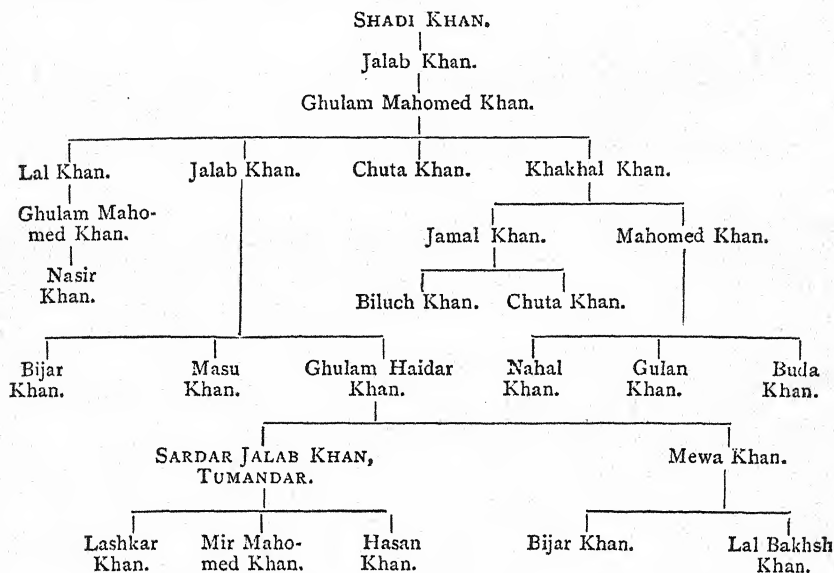 SHADI KHAN.
Jalab Khan.
Ghulam Mahomed Khan.
Lal Khan. Jalab Khan. Chuta Khan. Khakhal Khan.
Ghulam Maho-
med Khan. Jamal Khan. Mahomed Khan.
Nasir
Khan. Biluch Khan. Chuta Khan.
Bijar Masu Ghulam Haidar Nahal Gulan Buda
Khan. Khan. Khan. Khan. Khan. Khan.
SARDAR JALAB KHAN, Mewa Khan.
TUMANDAR.
Lashkar Mir Maho- Hasan Bijar Khan. Lal Bakhsh
Khan. med Khan. Khan. Khan.